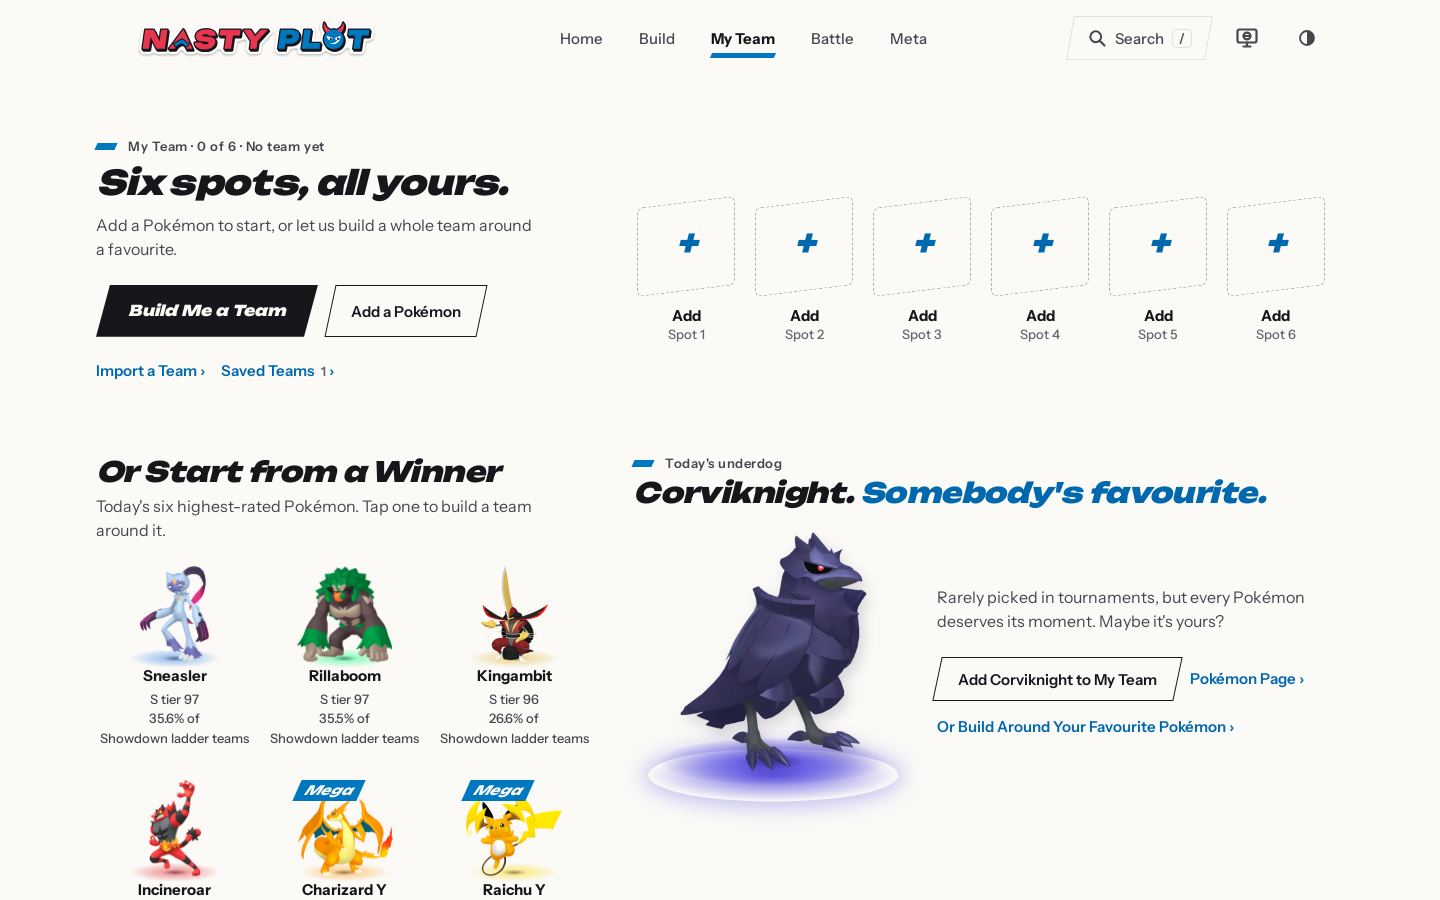 NASTY PLOT
Home
Build
My Team
Battle
Meta
Search /
My Team · 0 of 6 · No team yet
Six spots, all yours.
Add a Pokémon to start, or let us build a whole team around
a favourite.
Build Me a Team
Add a Pokémon
Import a Team ›
Saved Teams 1 ›
+
+
+
+
+
+
Add
Add
Add
Add
Add
Add
Spot 1
Spot 2
Spot 3
Spot 4
Spot 5
Spot 6
Or Start from a Winner
Today's six highest-rated Pokémon. Tap one to build a team
around it.
Sneasler
S tier 97
35.6% of
Showdown ladder teams
Rillaboom
S tier 97
35.5% of
Showdown ladder teams
Kingambit
S tier 96
26.6% of
Showdown ladder teams
Incineroar
Mega
Charizard Y
Mega
Raichu Y
Today's underdog
Corviknight. Somebody's favourite.
Rarely picked in tournaments, but every Pokémon
deserves its moment. Maybe it's yours?
Add Corviknight to My Team
Pokémon Page ›
Or Build Around Your Favourite Pokémon ›